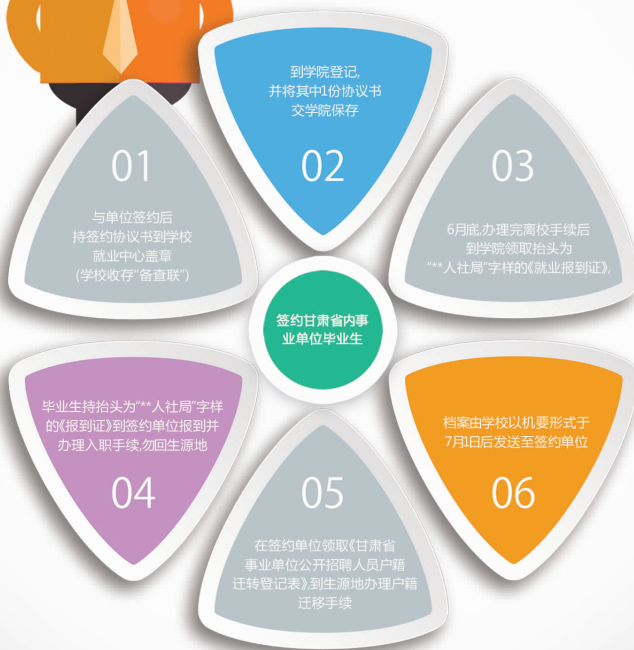 01
与单位签约后
持签约协议书到学校
就业中心盖章
(学校收存"备查联")
到学院登记,
并将其中1份协议书
交学院保存
02
03
6月底,办理完离校手续后
到学院领取抬头为
"**人社局"字样的《就业报到证》,
签约甘肃省内事
业单位毕业生
毕业生持抬头为"**人社局"字样
的《报到证》到签约单位报到并
办理入职手续,勿回生源地
04
05
在签约单位领取《甘肃省
事业单位公开招聘人员户籍
迁转登记表》,到生源地办理户籍
迁移手续
档案由学校以机要形式于
7月1日后发送至签约单位
06